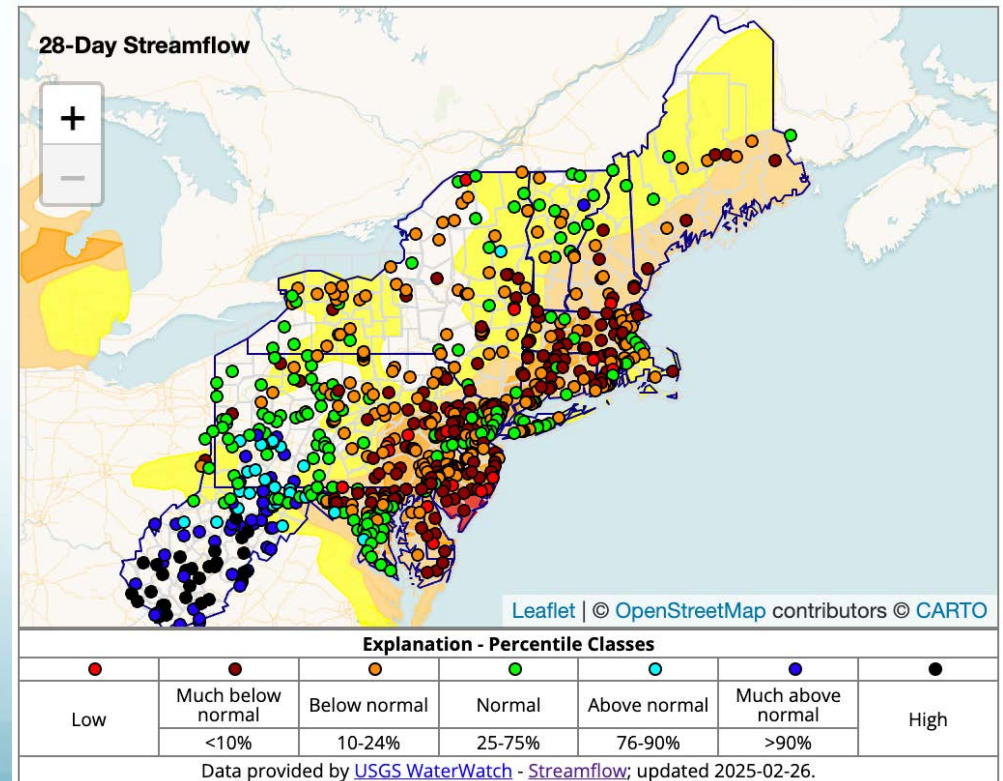 28-Day Streamflow
+
−
Leaflet | © OpenStreetMap contributors © CARTO
Explanation - Percentile Classes
Low
Much below normal
Below normal
Normal
Above normal
Much above normal
High
<10%
10-24%
25-75%
76-90%
>90%
Data provided by USGS WaterWatch - Streamflow; updated 2025-02-26.